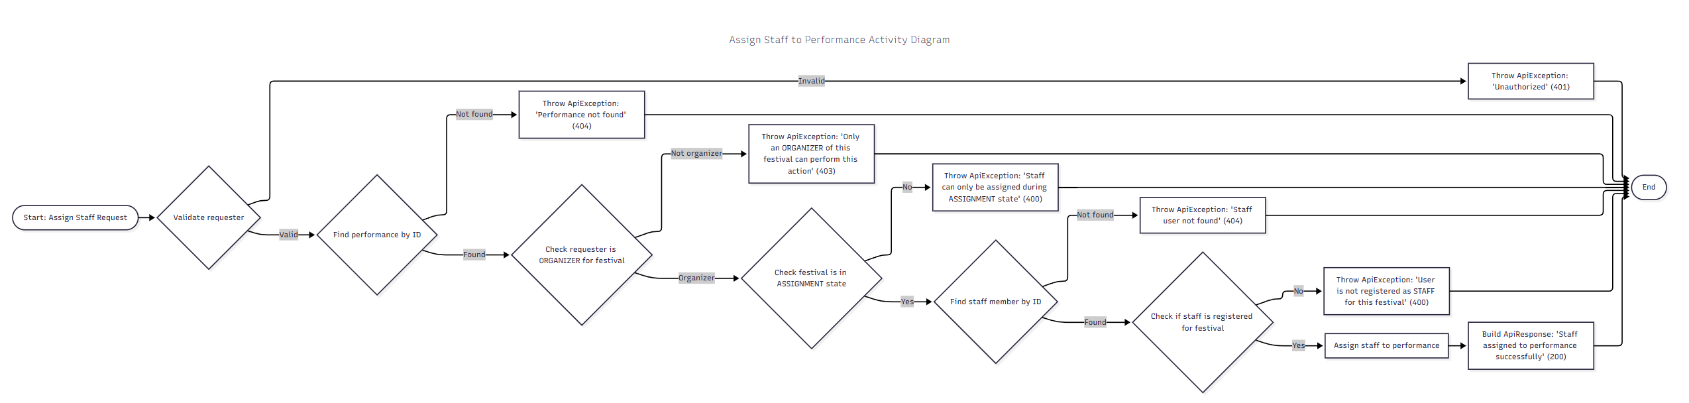 Assign Staff to Performance Activity Diagram
Start: Assign Staff Request
Validate requester
Invalid
Throw ApiException:
'Unauthorized' (401)
Valid
Find performance by ID
Not found
Throw ApiException:
'Performance not found'
(404)
Found
Check requester is
ORGANIZER for festival
Not organizer
Throw ApiException: 'Only
an ORGANIZER of this
festival can perform this
action' (403)
Organizer
Check festival is in
ASSIGNMENT state
No
Throw ApiException: 'Staff
can only be assigned during
ASSIGNMENT state' (400)
Yes
Find staff member by ID
Not found
Throw ApiException: 'Staff
user not found' (404)
Found
Check if staff is registered
for festival
No
Throw ApiException: 'User
is not registered as STAFF
for this festival' (400)
Yes
Assign staff to performance
Build ApiResponse: 'Staff
assigned to performance
successfully' (200)
End